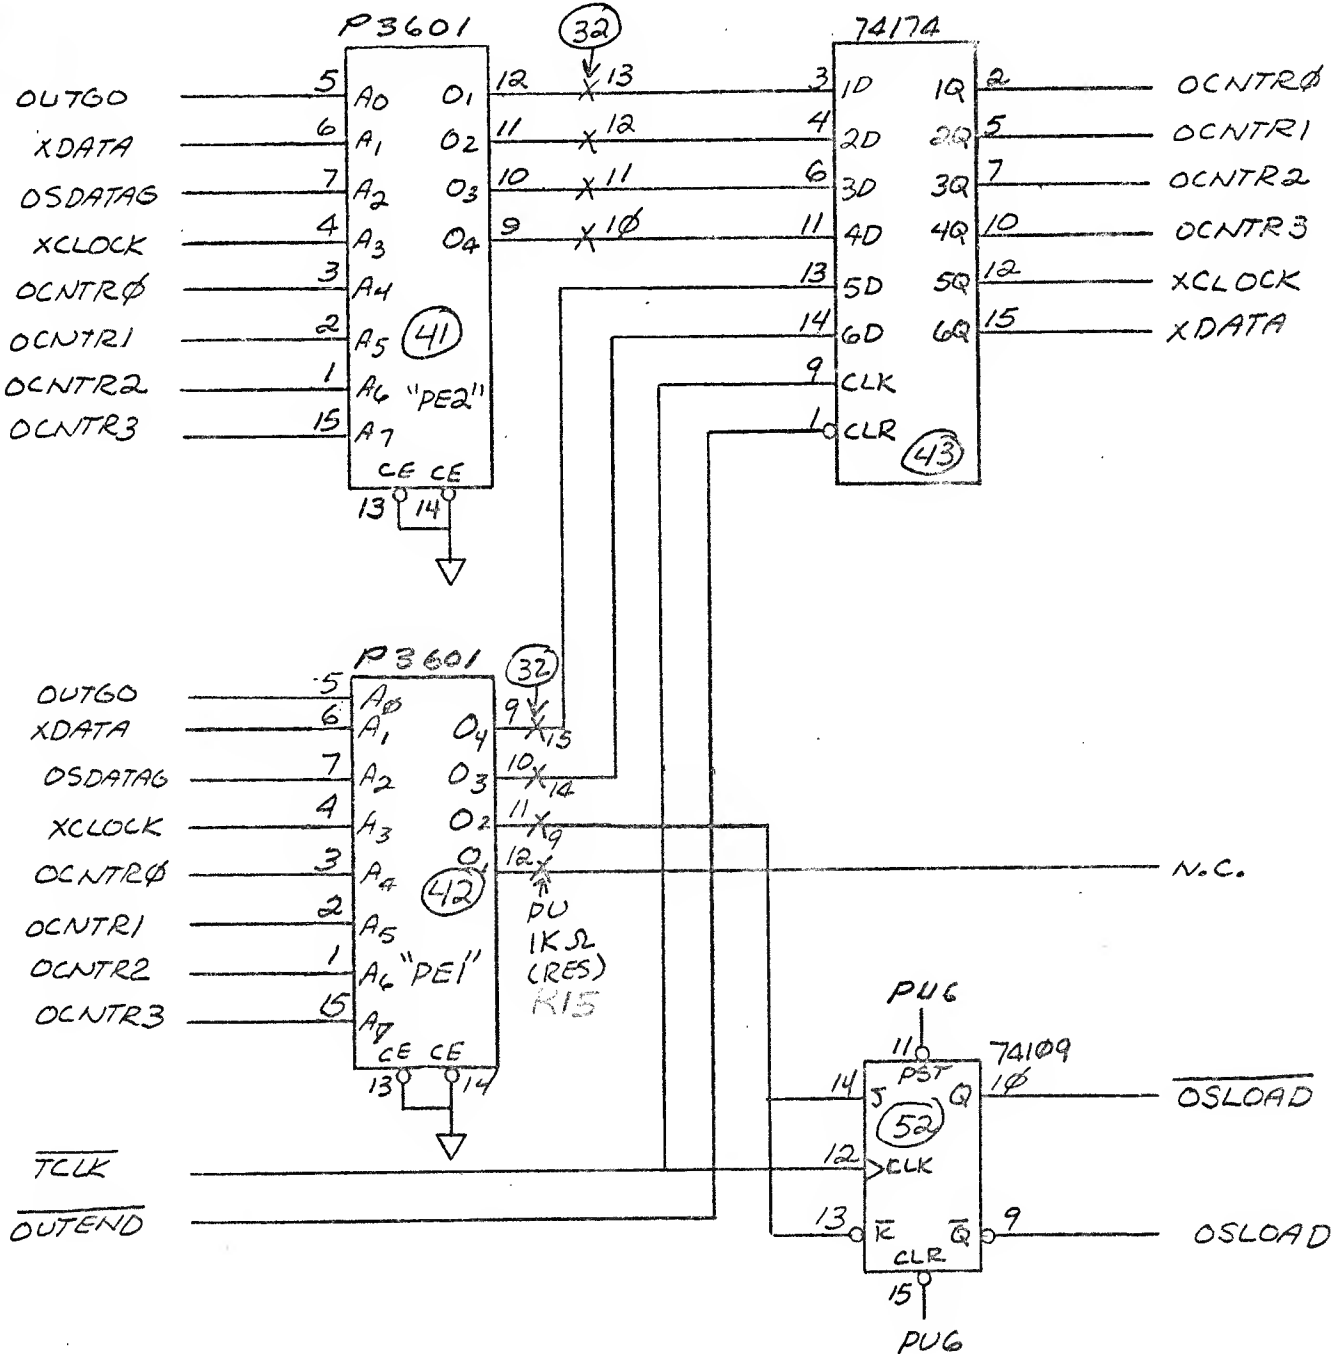 P3601
32
74174
OUTGO 5 A0 O1 12 13 3 1D 1Q 2 OCNTRØ
XDATA 6 A1 O2 11 12 4 2D 2Q 5 OCNTR1
OSDATAG 7 A2 O3 10 11 6 3D 3Q 7 OCNTR2
XCLOCK 4 A3 O4 9 1Ø 11 4D 4Q 10 OCNTR3
OCNTRØ 3 A4 13 5D 5Q 12 XCLOCK
OCNTR1 2 A5 41 14 6D 6Q 15 XDATA
OCNTR2 1 A6 "PE2" 9 CLK
OCNTR3 15 A7 1 CLR
43
CE CE
13 14
P3601
32
OUTGO 5 AØ
XDATA 6 A1 O4 9 15
OSDATAG 7 A2 O3 10 14
XCLOCK 4 A3 O2 11 9
OCNTRØ 3 A4 O1 12 N.C.
42
OCNTR1 2 A5 PU
OCNTR2 1 A6 "PE1" 1K Ω
(RES)
OCNTR3 15 A7 R15
CE CE
13 14
PU6
11 74109
PST
14 J Q 1Ø OSLOAD
52
TCLK 12 CLK
OUTEND 13 K Q 9 OSLOAD
CLR
15
PU6